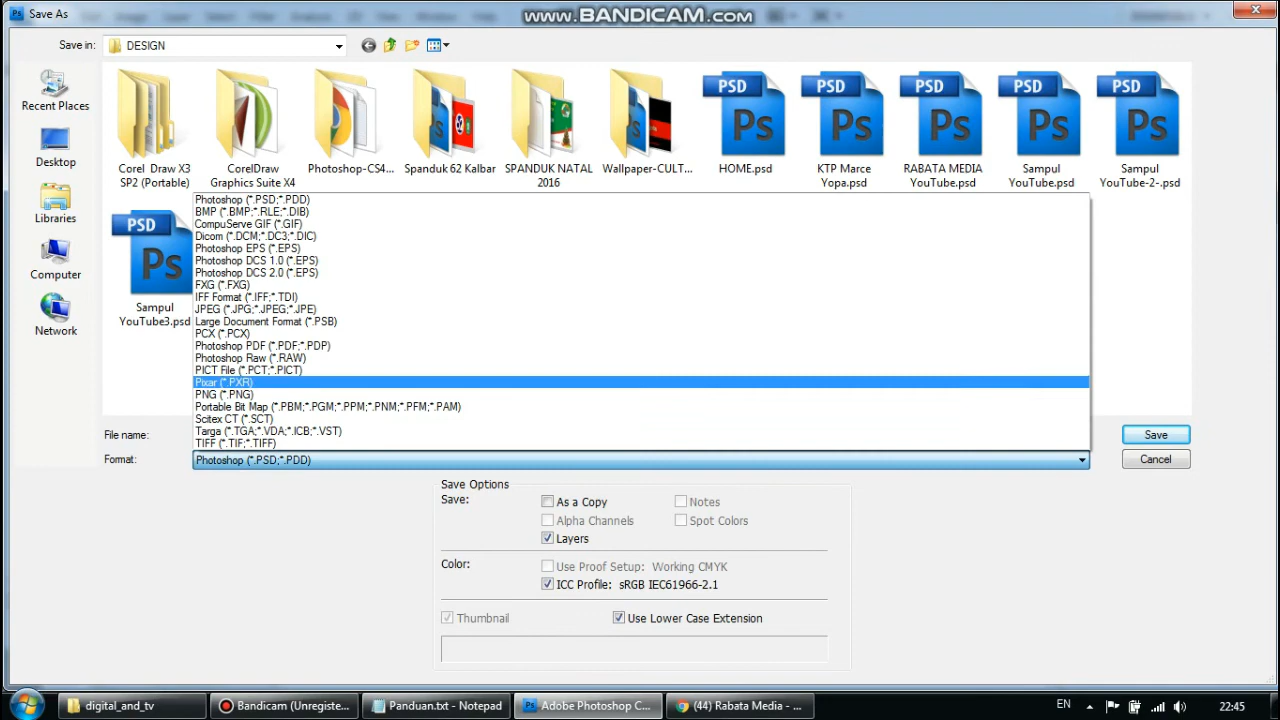 Save As
www.BANDICAM.com
Save in:
DESIGN
Recent Places
Desktop
Libraries
Computer
Network
Corel Draw X3
SP2 (Portable)
CorelDraw
Graphics Suite X4
Photoshop-CS4...
Spanduk 62 Kalbar
SPANDUK NATAL
2016
Wallpaper-CULT...
PSD
Ps
HOME.psd
PSD
Ps
KTP Marce
Yopa.psd
PSD
Ps
RABATA MEDIA
YouTube.psd
PSD
Ps
Sampul
YouTube.psd
PSD
Ps
Sampul
YouTube-2-.psd
PSD
Ps
Sampul
YouTube3.psd
Photoshop (*.PSD;*.PDD)
BMP (*.BMP;*.RLE;*.DIB)
CompuServe GIF (*.GIF)
Dicom (*.DCM;*.DC3;*.DIC)
Photoshop EPS (*.EPS)
Photoshop DCS 1.0 (*.EPS)
Photoshop DCS 2.0 (*.EPS)
FXG (*.FXG)
IFF Format (*.IFF;*.TDI)
JPEG (*.JPG;*.JPEG;*.JPE)
Large Document Format (*.PSB)
PCX (*.PCX)
Photoshop PDF (*.PDF;*.PDP)
Photoshop Raw (*.RAW)
PICT File (*.PCT;*.PICT)
Pixar (*.PXR)
PNG (*.PNG)
Portable Bit Map (*.PBM;*.PGM;*.PPM;*.PNM;*.PFM;*.PAM)
Scitex CT (*.SCT)
Targa (*.TGA;*.VDA;*.ICB;*.VST)
TIFF (*.TIF;*.TIFF)
File name:
Save
Format:
Photoshop (*.PSD;*.PDD)
Cancel
Save Options
Save:
As a Copy
Notes
Alpha Channels
Spot Colors
Layers
Color:
Use Proof Setup: Working CMYK
ICC Profile: sRGB IEC61966-2.1
Thumbnail
Use Lower Case Extension
digital_and_tv
Bandicam (Unregiste...
Panduan.txt - Notepad
Adobe Photoshop C...
(44) Rabata Media - ...
EN
22:45